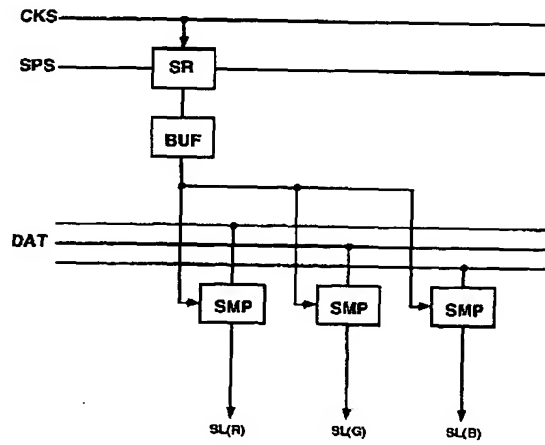 CKS
SPS
SR
BUF
DAT
SMP
SMP
SMP
SL(R)
SL(G)
SL(B)